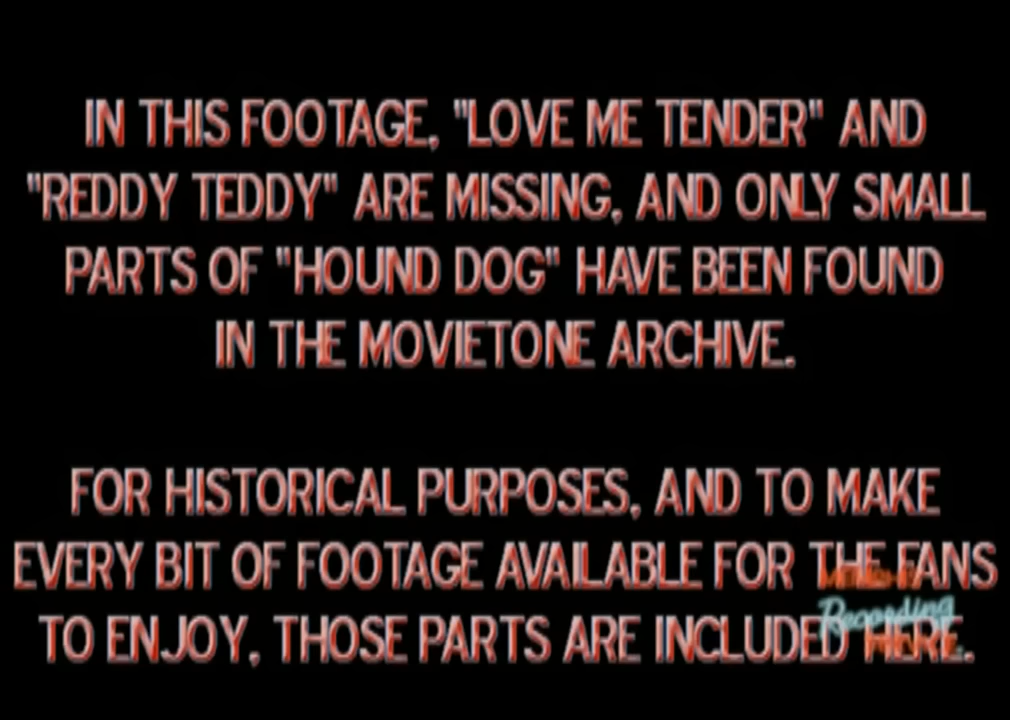 IN THIS FOOTAGE, "LOVE ME TENDER" AND
"REDDY TEDDY" ARE MISSING, AND ONLY SMALL
PARTS OF "HOUND DOG" HAVE BEEN FOUND
IN THE MOVIETONE ARCHIVE.
FOR HISTORICAL PURPOSES, AND TO MAKE
EVERY BIT OF FOOTAGE AVAILABLE FOR THE FANS
TO ENJOY, THOSE PARTS ARE INCLUDED HERE.
MEMPHIS
Recording